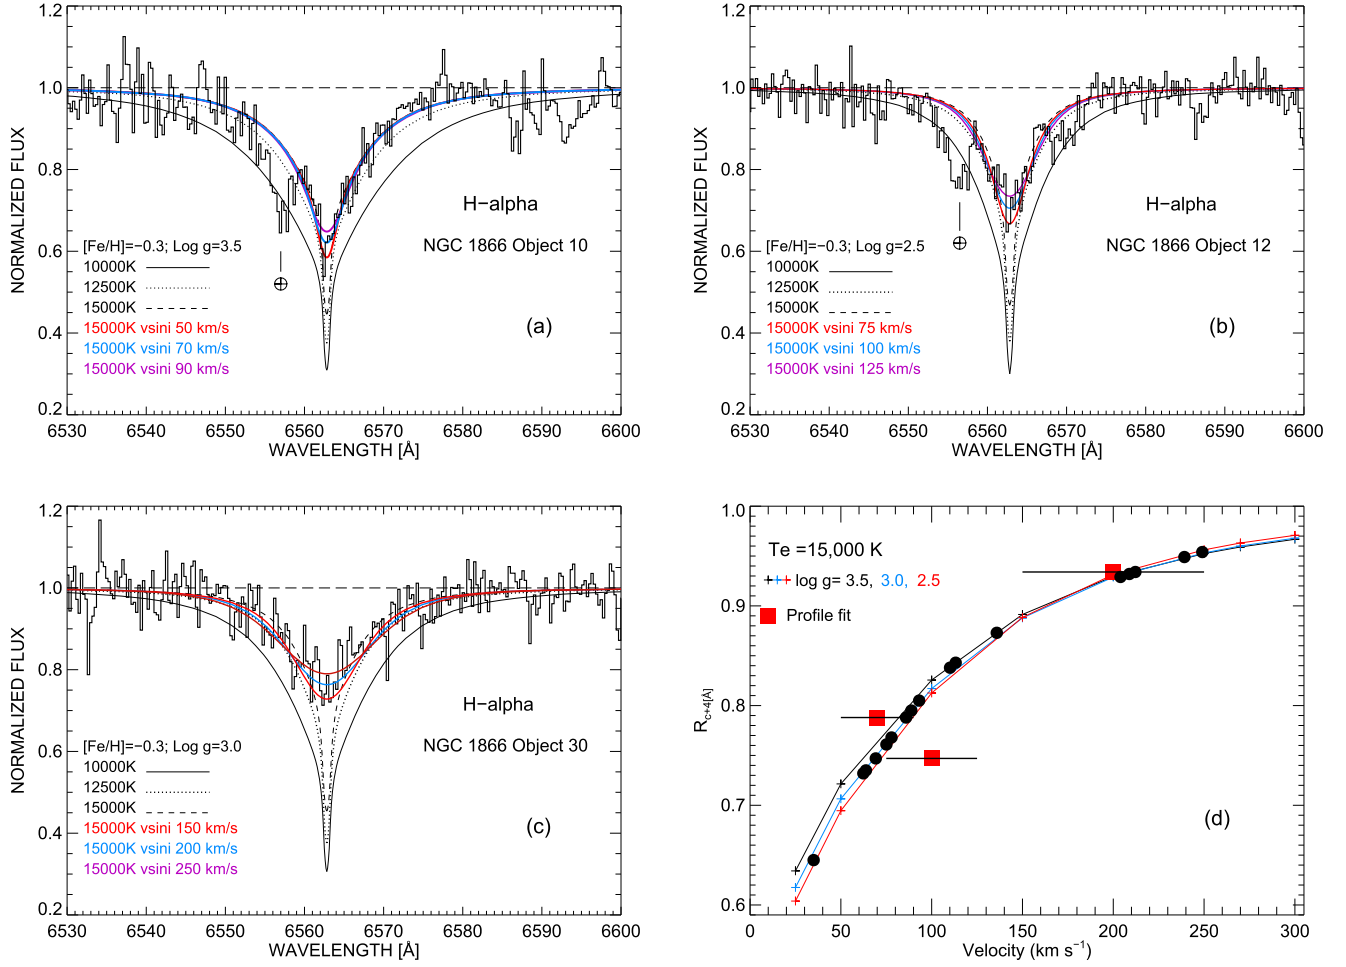 1.2
1.0
0.8
0.6
0.4
0.2
NORMALIZED FLUX
H−alpha
NGC 1866 Object 10
[Fe/H]=−0.3; Log g=3.5
10000K
12500K
15000K
15000K vsini 50 km/s
15000K vsini 70 km/s
15000K vsini 90 km/s
(a)
6530 6540 6550 6560 6570 6580 6590 6600
WAVELENGTH [Å]
1.2
1.0
0.8
0.6
0.4
0.2
NORMALIZED FLUX
H−alpha
NGC 1866 Object 12
[Fe/H]=−0.3; Log g=2.5
10000K
12500K
15000K
15000K vsini 75 km/s
15000K vsini 100 km/s
15000K vsini 125 km/s
(b)
6530 6540 6550 6560 6570 6580 6590 6600
WAVELENGTH [Å]
1.2
1.0
0.8
0.6
0.4
0.2
NORMALIZED FLUX
H−alpha
NGC 1866 Object 30
[Fe/H]=−0.3; Log g=3.0
10000K
12500K
15000K
15000K vsini 150 km/s
15000K vsini 200 km/s
15000K vsini 250 km/s
(c)
6530 6540 6550 6560 6570 6580 6590 6600
WAVELENGTH [Å]
1.0
0.9
0.8
0.7
0.6
R c+4[Å]
Te =15,000 K
log g= 3.5, 3.0, 2.5
Profile fit
(d)
0 50 100 150 200 250 300
Velocity (km s−1)